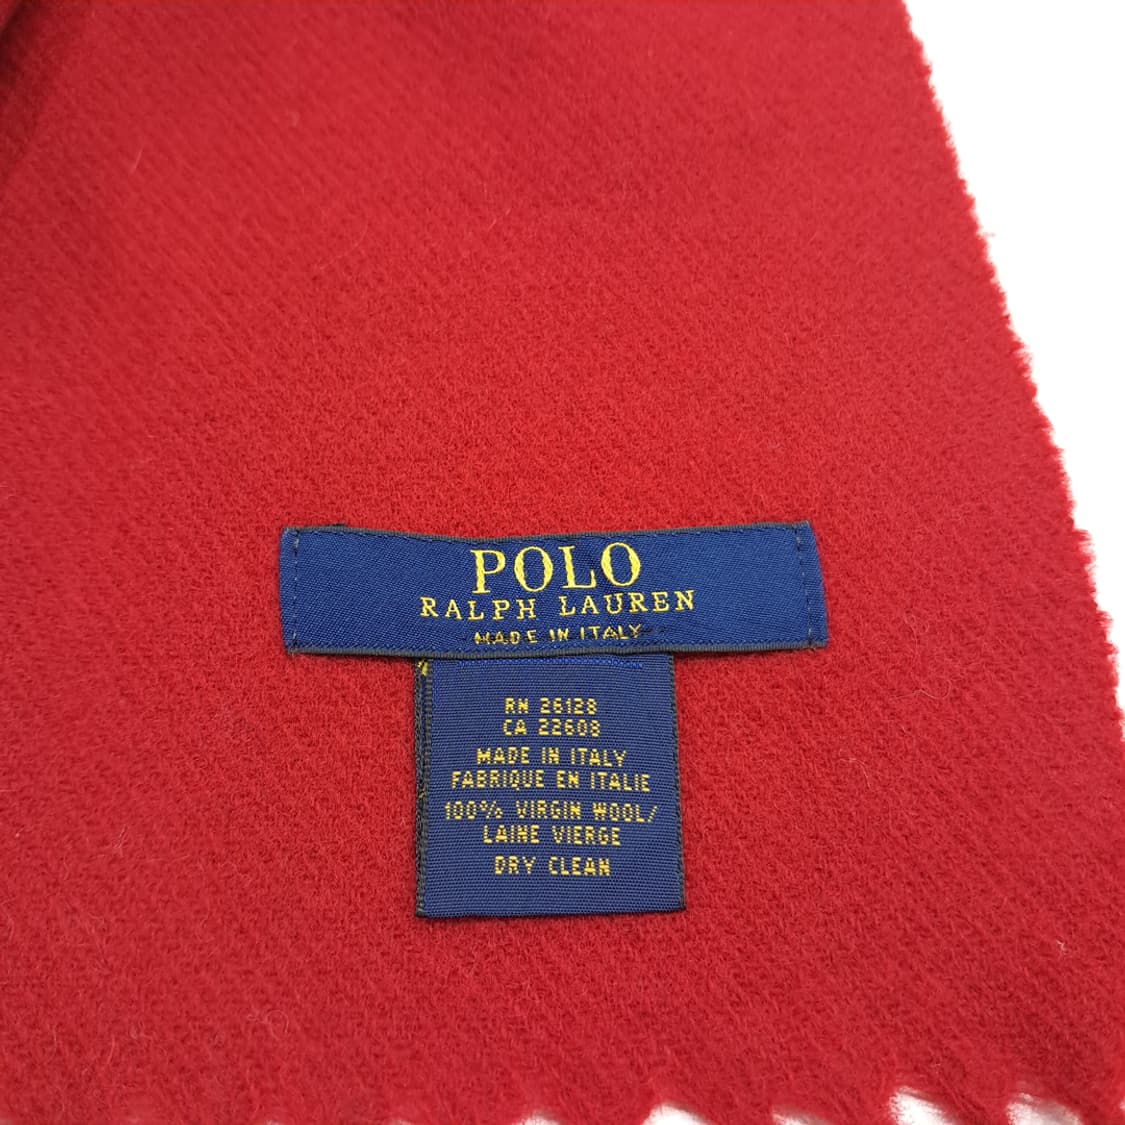 POLO
RALPH LAUREN
MADE IN ITALY
RN 26128
CA 22608
MADE IN ITALY
FABRIQUE EN ITALIE
100% VIRGIN WOOL/
LAINE VIERGE
DRY CLEAN